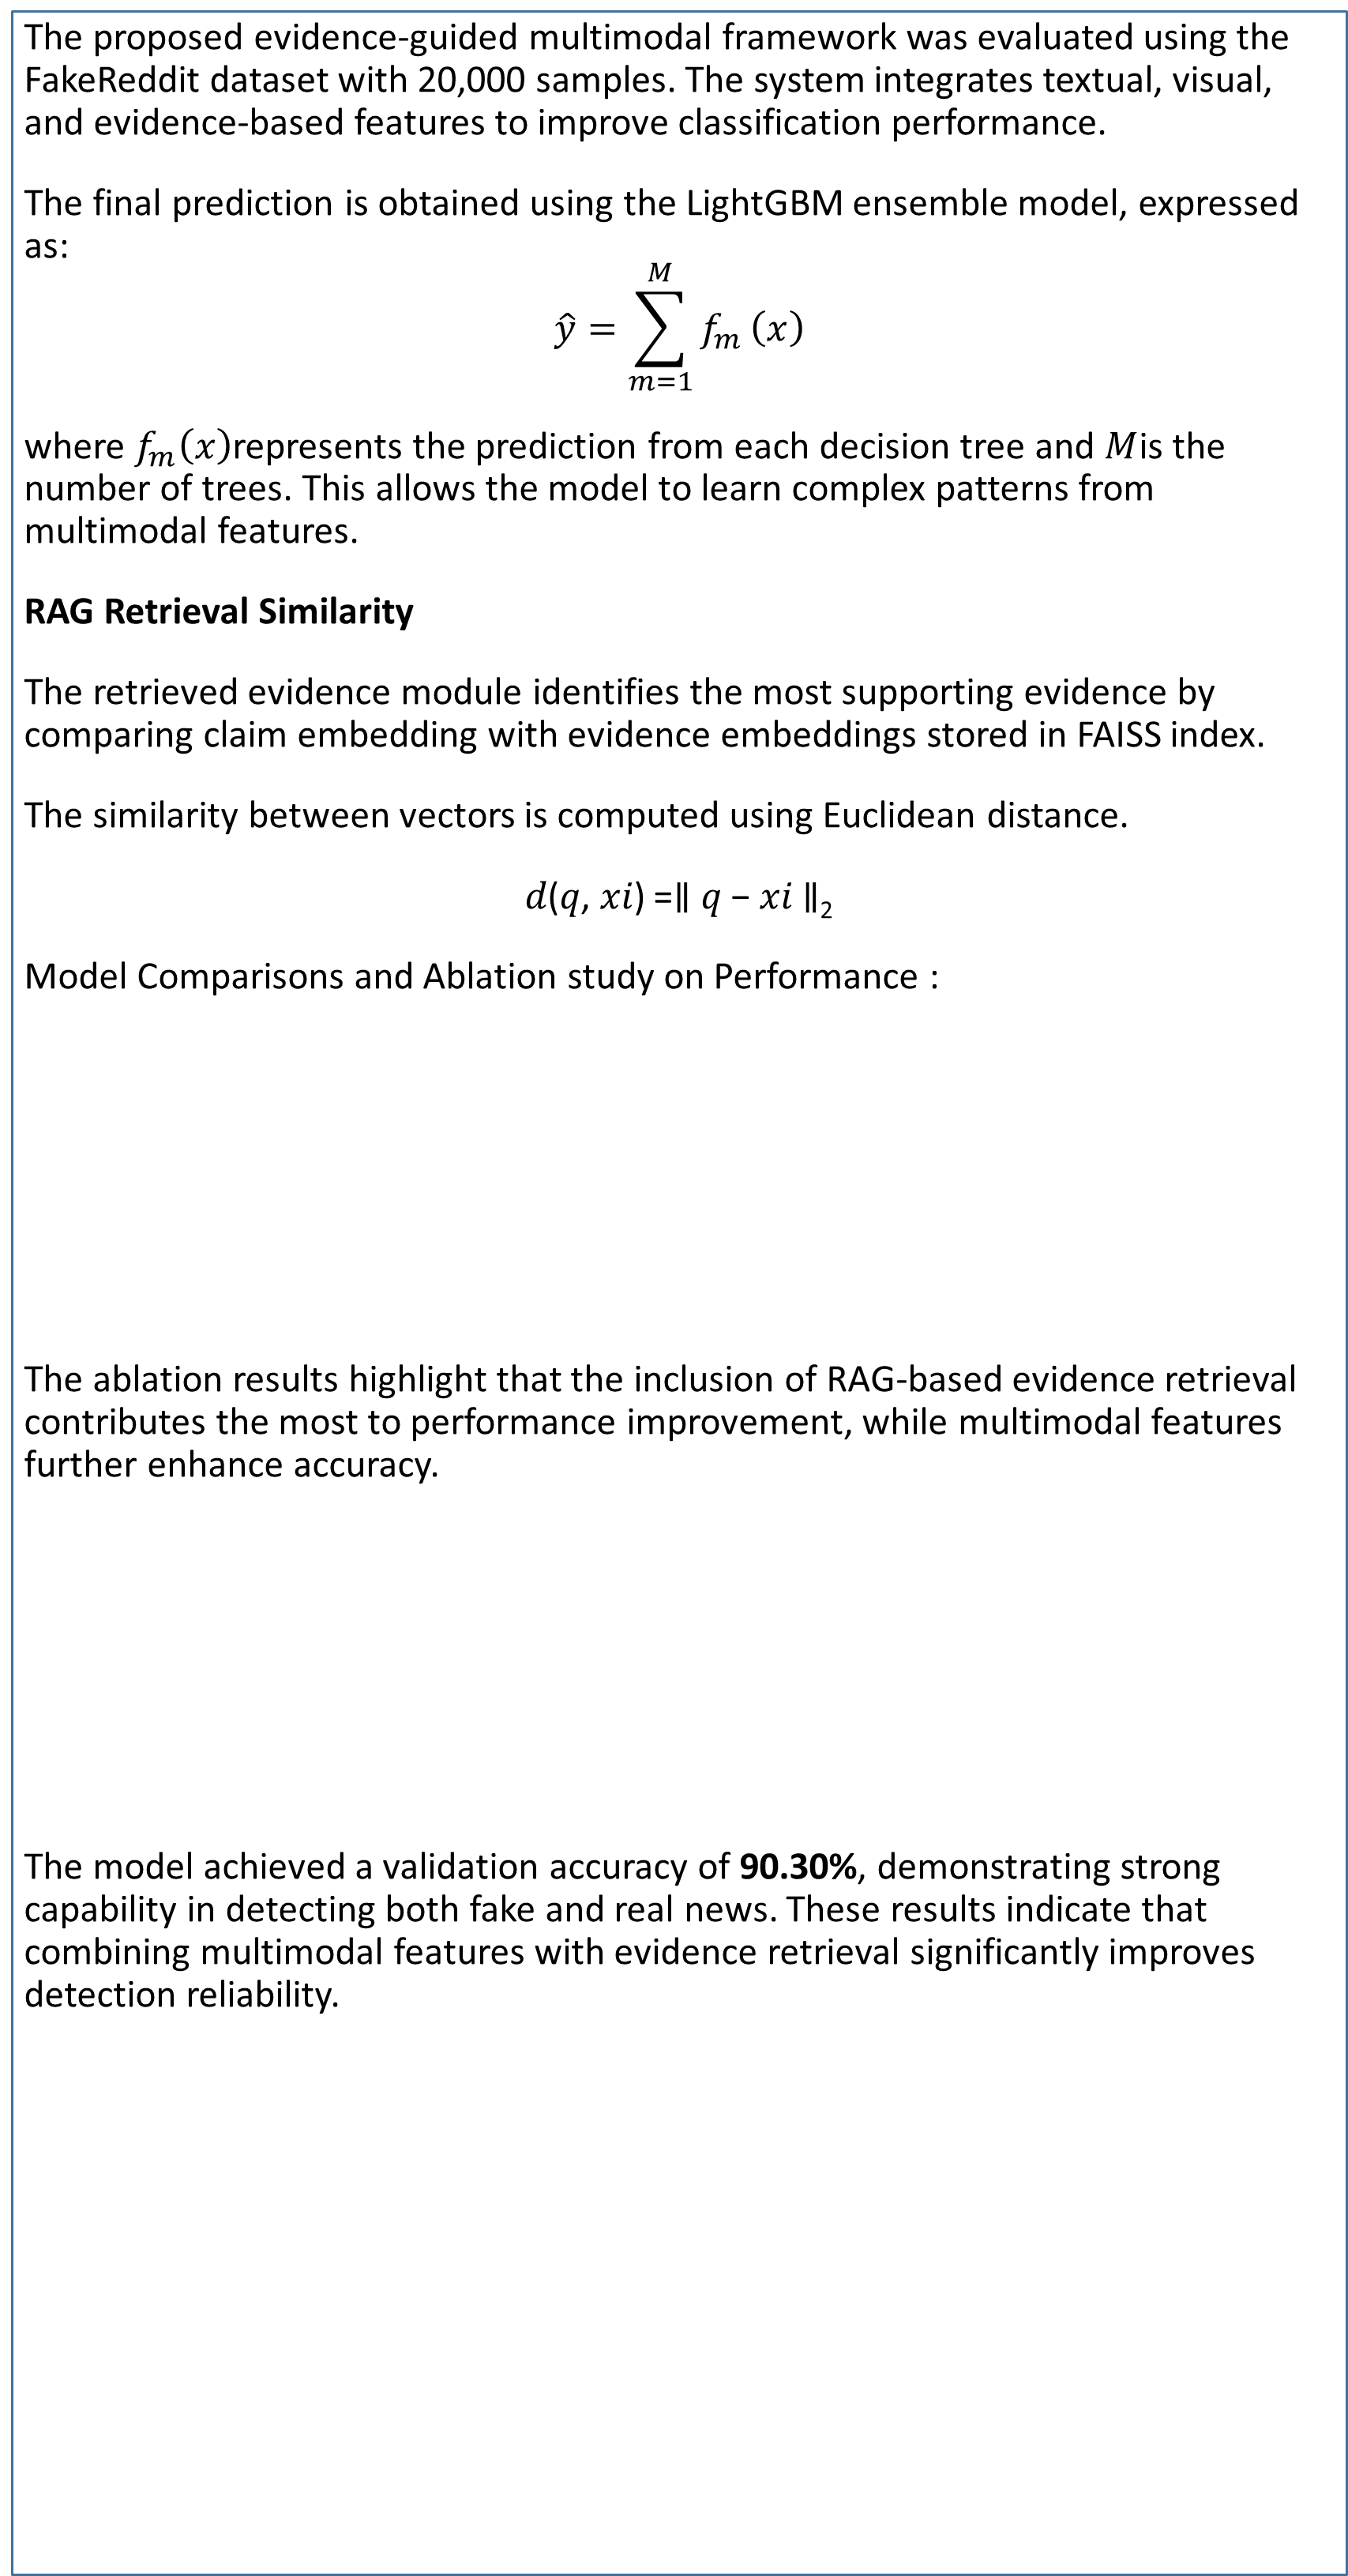 The proposed evidence-guided multimodal framework was evaluated using the
FakeReddit dataset with 20,000 samples. The system integrates textual, visual,
and evidence-based features to improve classification performance.
The final prediction is obtained using the LightGBM ensemble model, expressed
as:
M
ŷ = ∑ fₘ (x)
m=1
where fₘ(x)represents the prediction from each decision tree and Mis the
number of trees. This allows the model to learn complex patterns from
multimodal features.
RAG Retrieval Similarity
The retrieved evidence module identifies the most supporting evidence by
comparing claim embedding with evidence embeddings stored in FAISS index.
The similarity between vectors is computed using Euclidean distance.
d(q, xi) =∥ q − xi ∥₂
Model Comparisons and Ablation study on Performance :
The ablation results highlight that the inclusion of RAG-based evidence retrieval
contributes the most to performance improvement, while multimodal features
further enhance accuracy.
The model achieved a validation accuracy of 90.30%, demonstrating strong
capability in detecting both fake and real news. These results indicate that
combining multimodal features with evidence retrieval significantly improves
detection reliability.